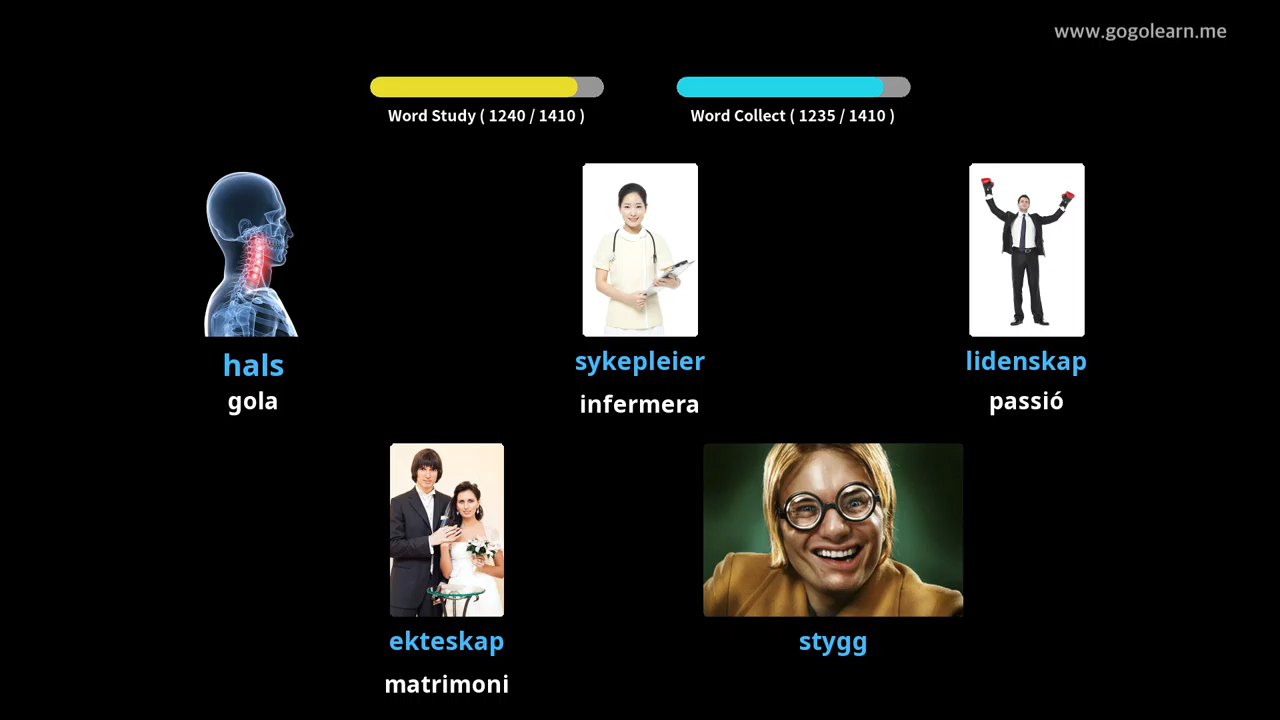 www.gogolearn.me
Word Study ( 1240 / 1410 )
Word Collect ( 1235 / 1410 )
hals
gola
sykepleier
infermera
lidenskap
passió
ekteskap
matrimoni
stygg